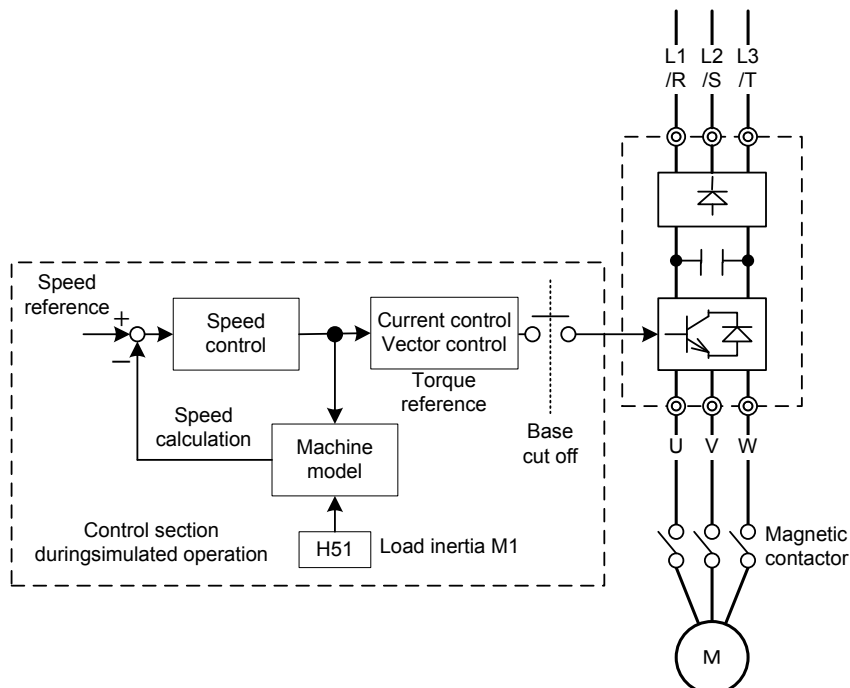 L1
/R
L2
/S
L3
/T
Speed
reference
+
−
Speed
control
Current control
Vector control
Torque
reference
Speed
calculation
Machine
model
Base
cut off
U
V
W
Control section
duringsimulated operation
H51
Load inertia M1
Magnetic
contactor
M